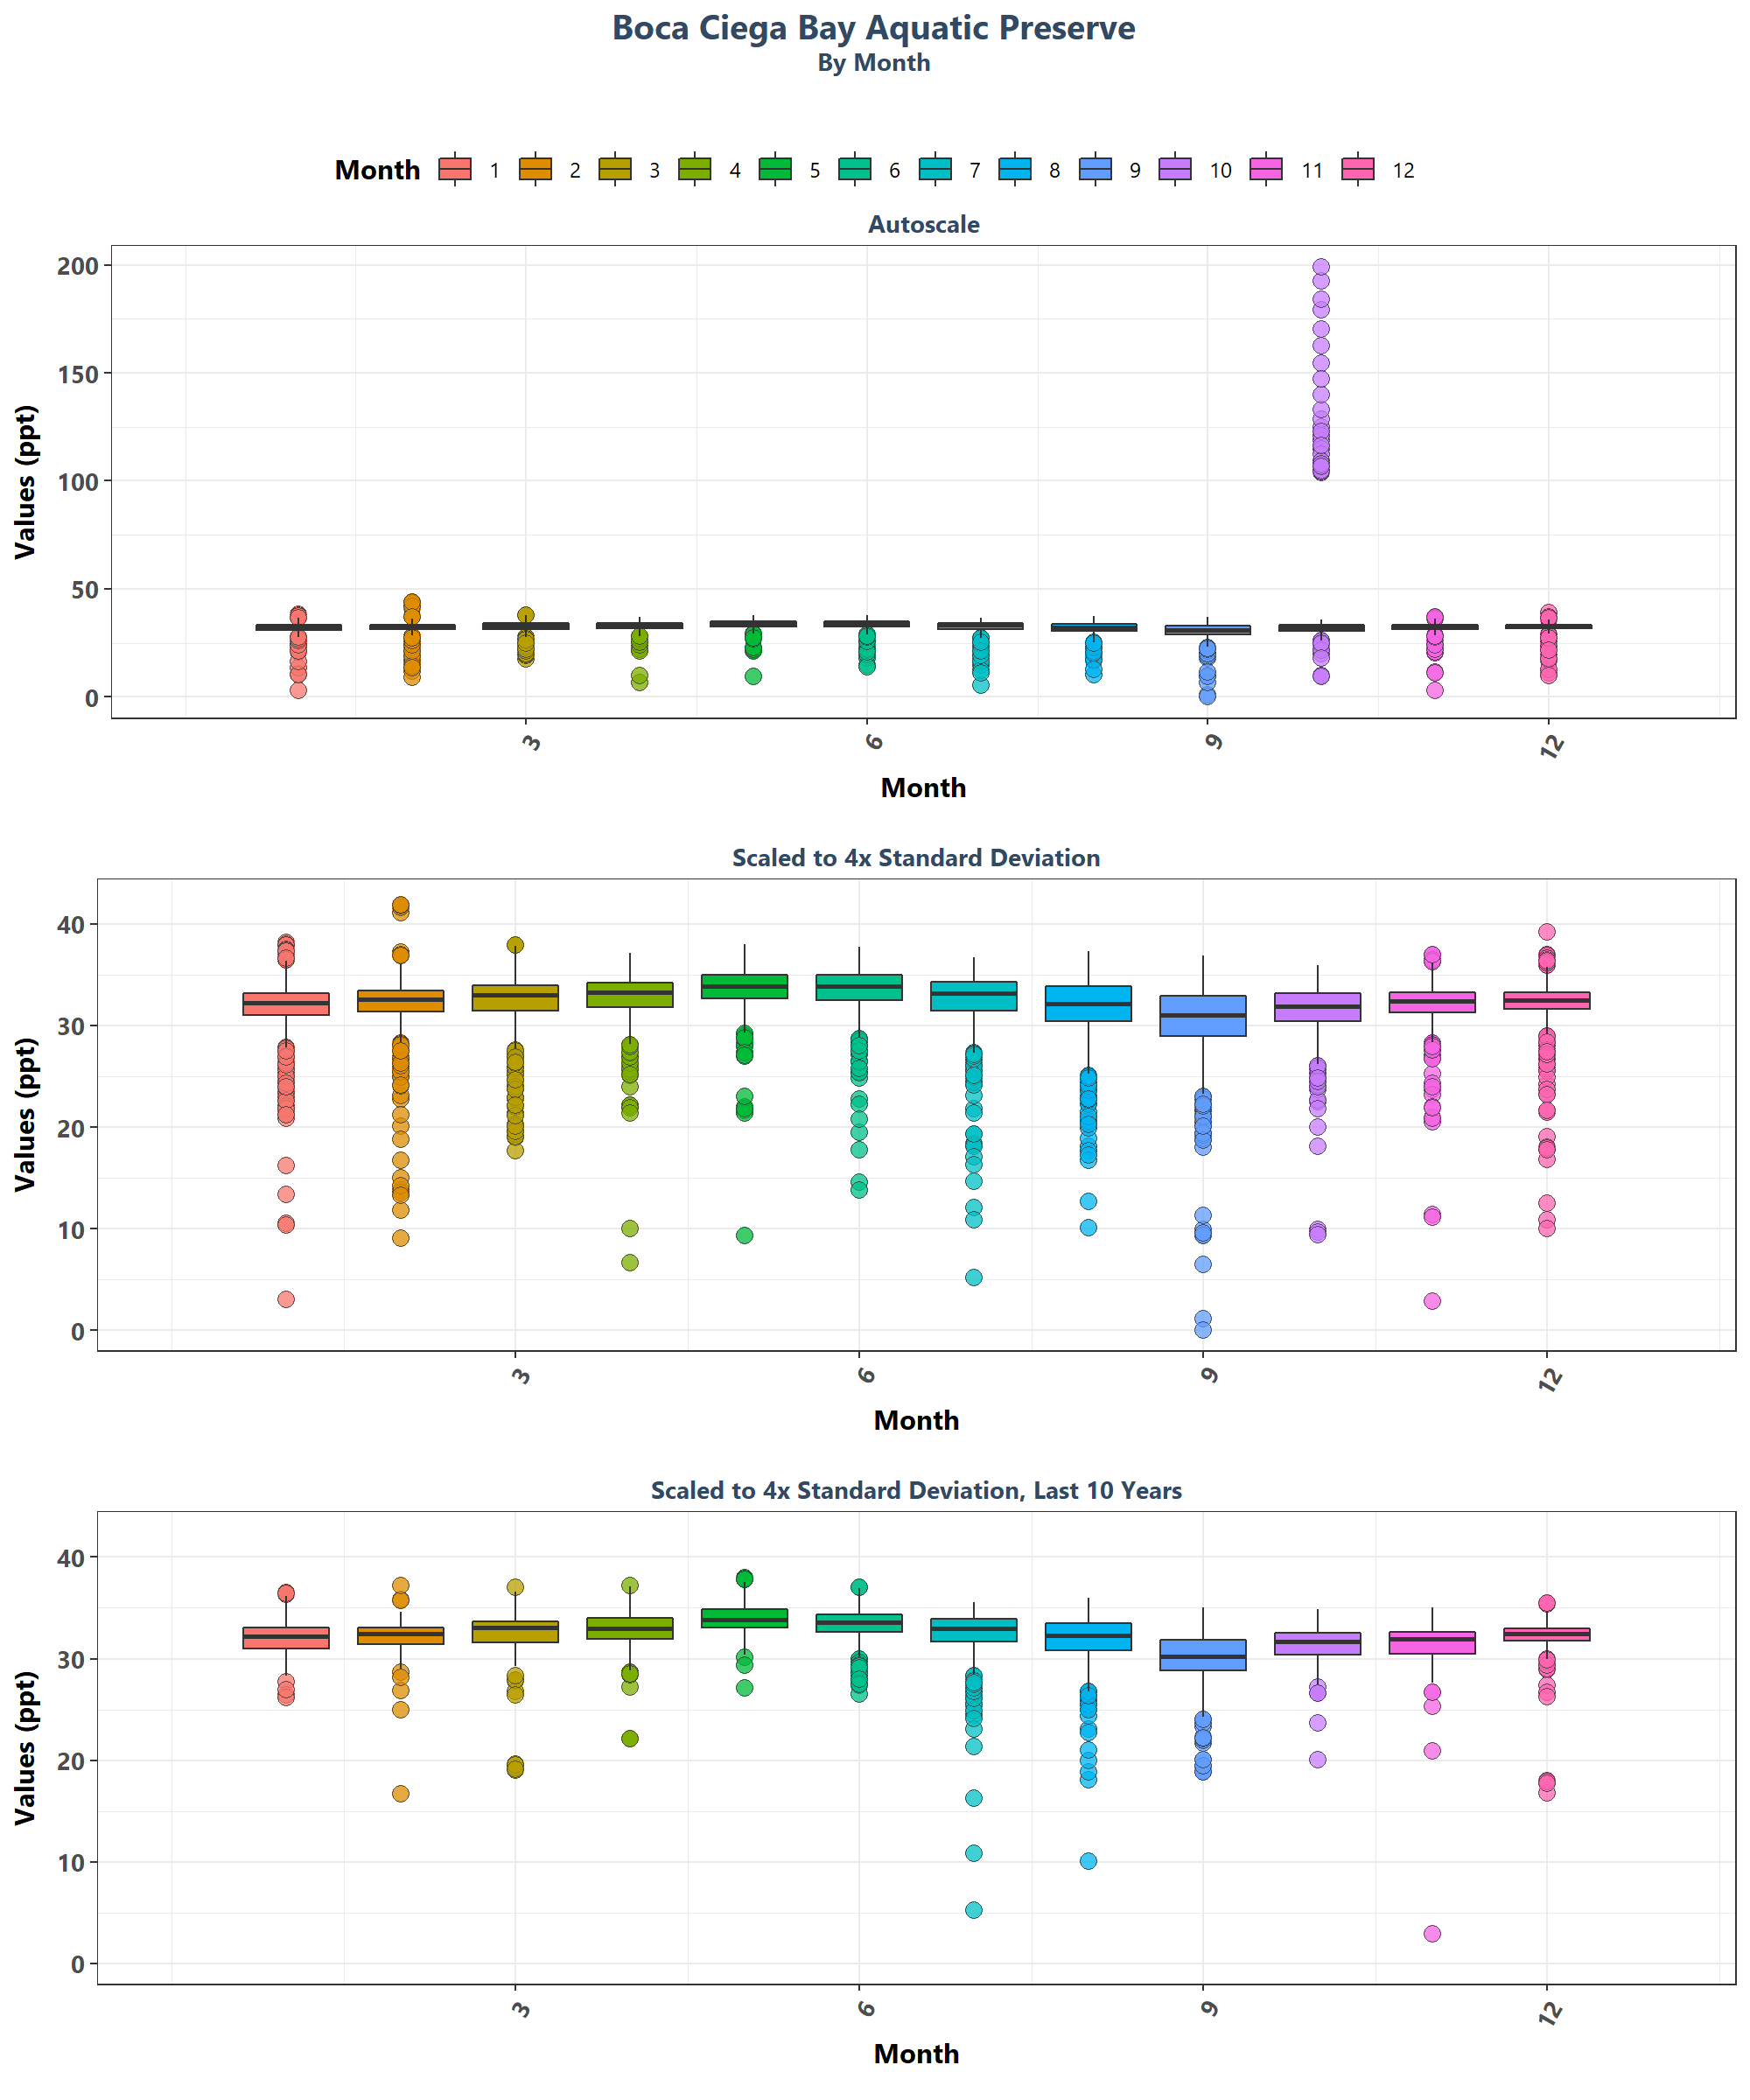 Boca Ciega Bay Aquatic Preserve
By Month
Month 1 2 3 4 5 6 7 8 9 10 11 12
Autoscale
Values (ppt)
200
150
100
50
0
3 6 9 12
Month
Scaled to 4x Standard Deviation
Values (ppt)
40
30
20
10
0
3 6 9 12
Month
Scaled to 4x Standard Deviation, Last 10 Years
Values (ppt)
40
30
20
10
0
3 6 9 12
Month